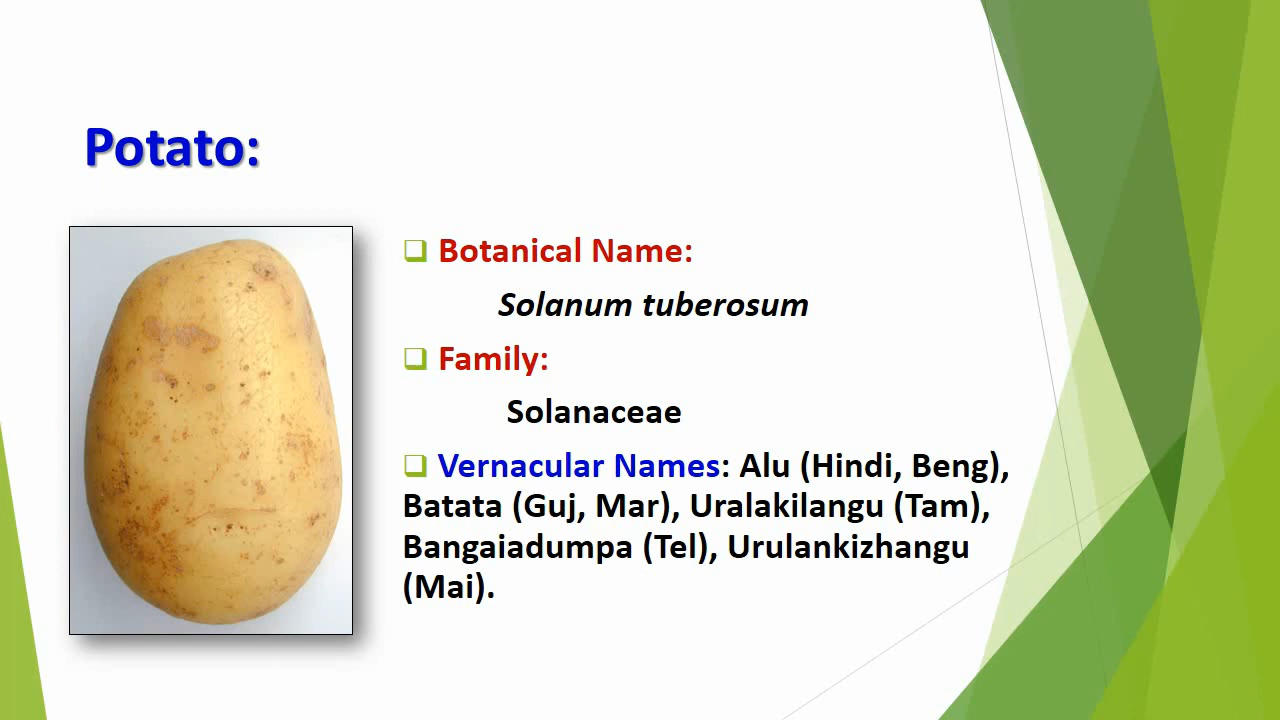 Potato:
Botanical Name:
Solanum tuberosum
Family:
Solanaceae
Vernacular Names: Alu (Hindi, Beng),
Batata (Guj, Mar), Uralakilangu (Tam),
Bangaiadumpa (Tel), Urulankizhangu
(Mai).